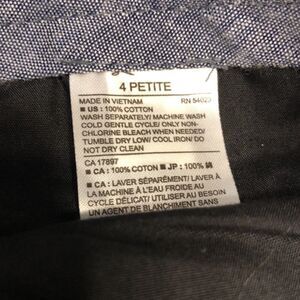 4 PETITE
MADE IN VIETNAM RN 54023
■ US : 100% COTTON
WASH SEPARATELY/ MACHINE WASH
COLD GENTLE CYCLE/ ONLY NON-
CHLORINE BLEACH WHEN NEEDED/
TUMBLE DRY LOW/ COOL IRON/ DO
NOT DRY CLEAN
CA 17897
■ CA : 100% COTON ■ JP : 100% 綿
■ CA : LAVER SÉPARÉMENT/ LAVER À
LA MACHINE À L'EAU FROIDE AU
CYCLE DÉLICAT/ AU BESOIN UTILISER
UN AGENT DE BLANCHIMENT SANS